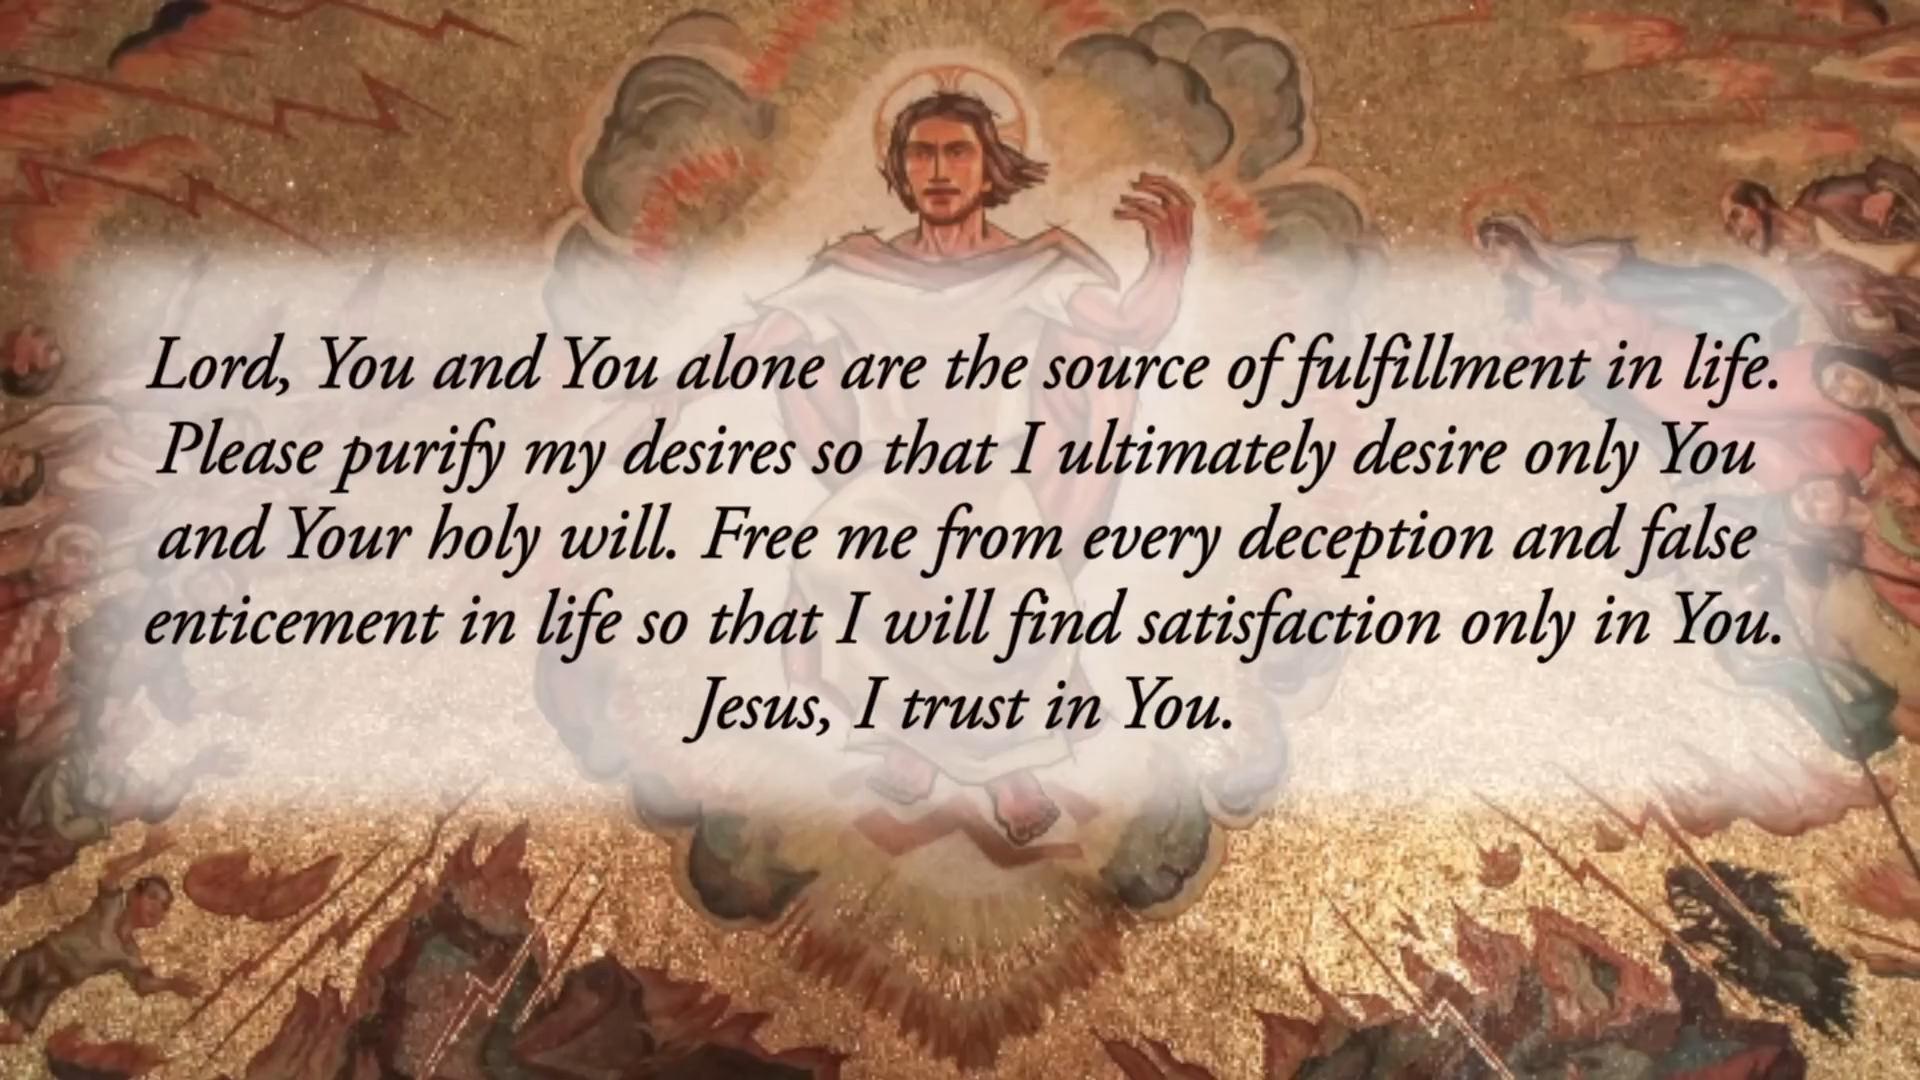 Lord, You and You alone are the source of fulfillment in life.
Please purify my desires so that I ultimately desire only You
and Your holy will. Free me from every deception and false
enticement in life so that I will find satisfaction only in You.
Jesus, I trust in You.